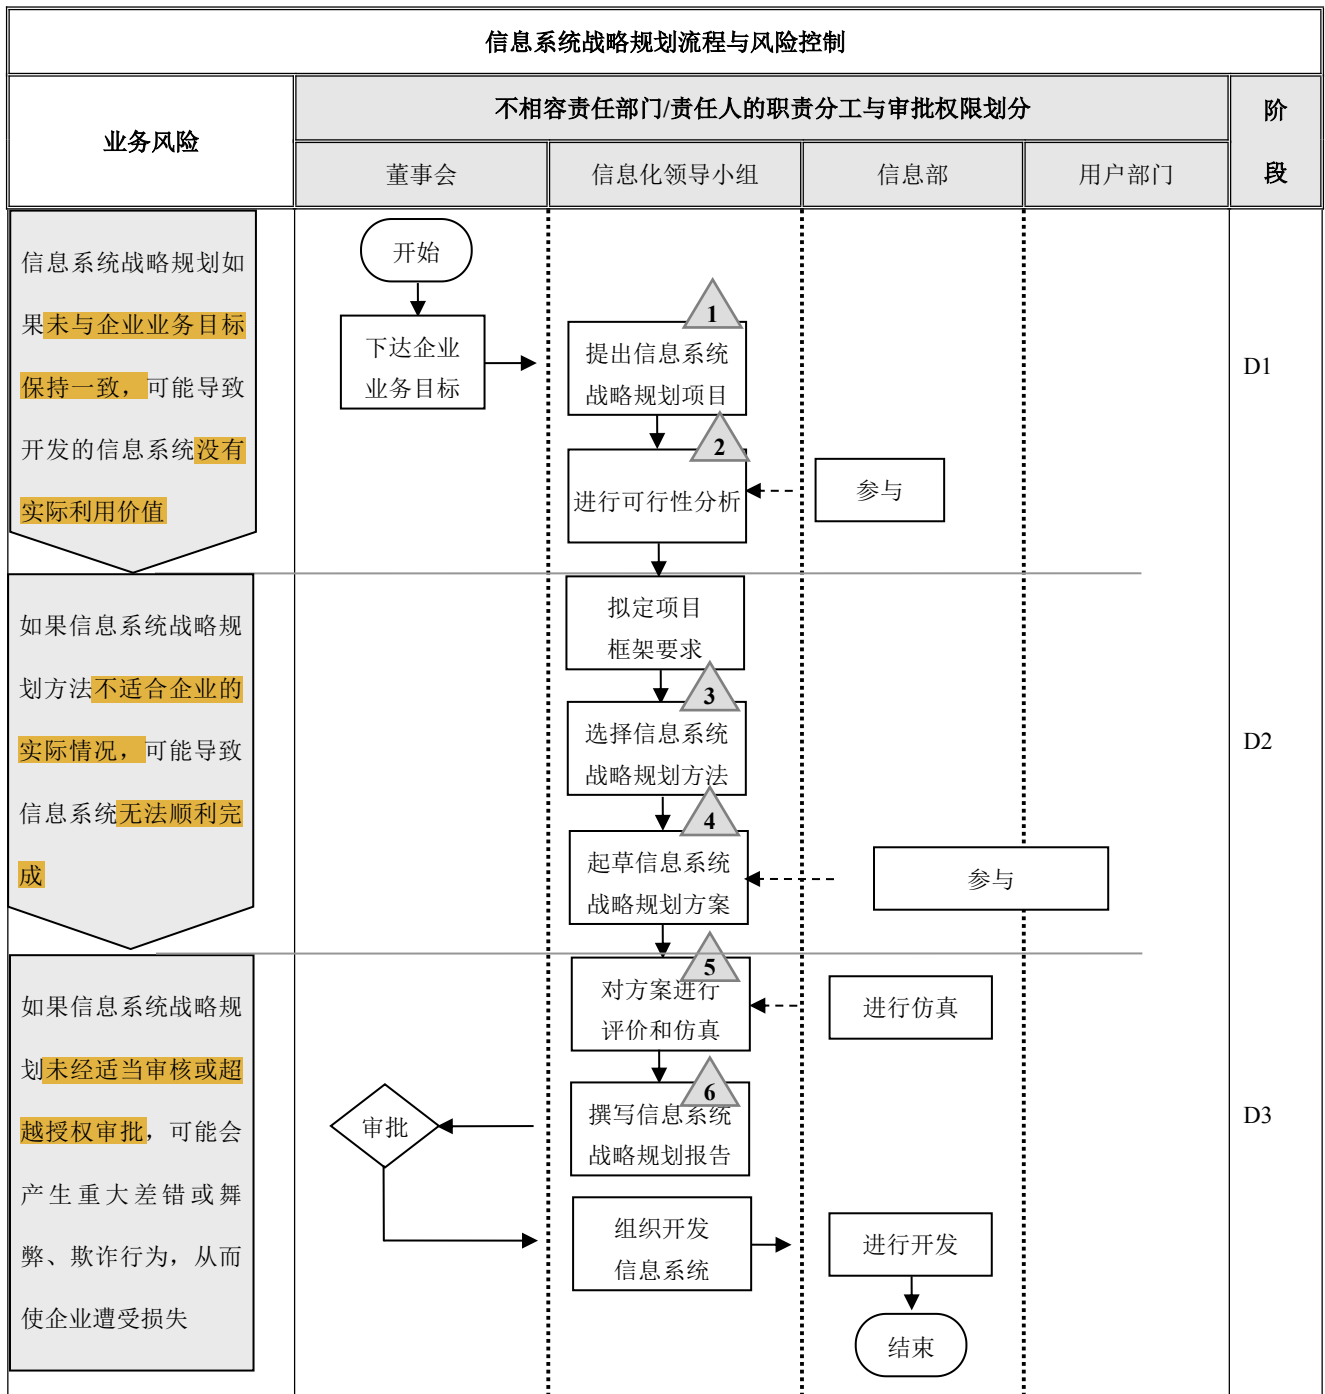 信息系统战略规划流程与风险控制
业务风险
不相容责任部门/责任人的职责分工与审批权限划分
阶
段
董事会
信息化领导小组
信息部
用户部门
信息系统战略规划如
果未与企业业务目标
保持一致，可能导致
开发的信息系统没有
实际利用价值
开始
下达企业
业务目标
1
提出信息系统
战略规划项目
2
进行可行性分析
参与
D1
如果信息系统战略规
划方法不适合企业的
实际情况，可能导致
信息系统无法顺利完
成
拟定项目
框架要求
3
选择信息系统
战略规划方法
4
起草信息系统
战略规划方案
参与
D2
如果信息系统战略规
划未经适当审核或超
越授权审批，可能会
产生重大差错或舞
弊、欺诈行为，从而
使企业遭受损失
5
对方案进行
评价和仿真
进行仿真
6
撰写信息系统
战略规划报告
审批
组织开发
信息系统
进行开发
结束
D3